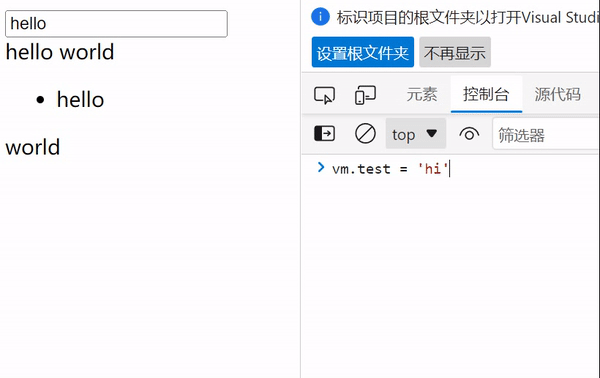 hello
hello world
hello
world
标识项目的根文件夹以打开Visual Studi
设置根文件夹 不再显示
元素 控制台 源代码
top 筛选器
vm.test = 'hi'